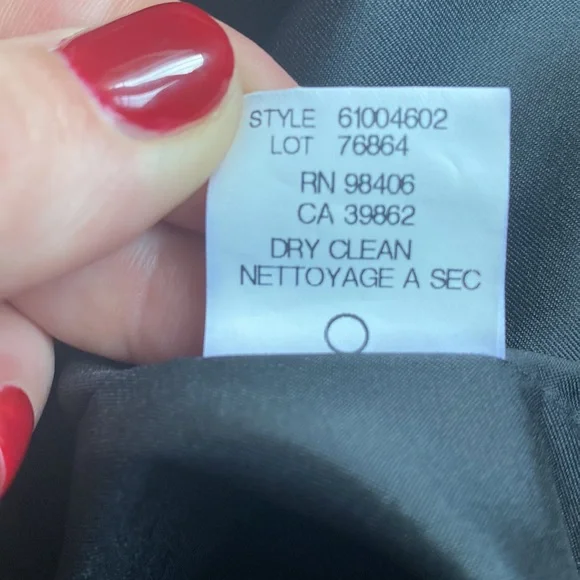 STYLE 61004602
LOT 76864
RN 98406
CA 39862
DRY CLEAN
NETTOYAGE A SEC